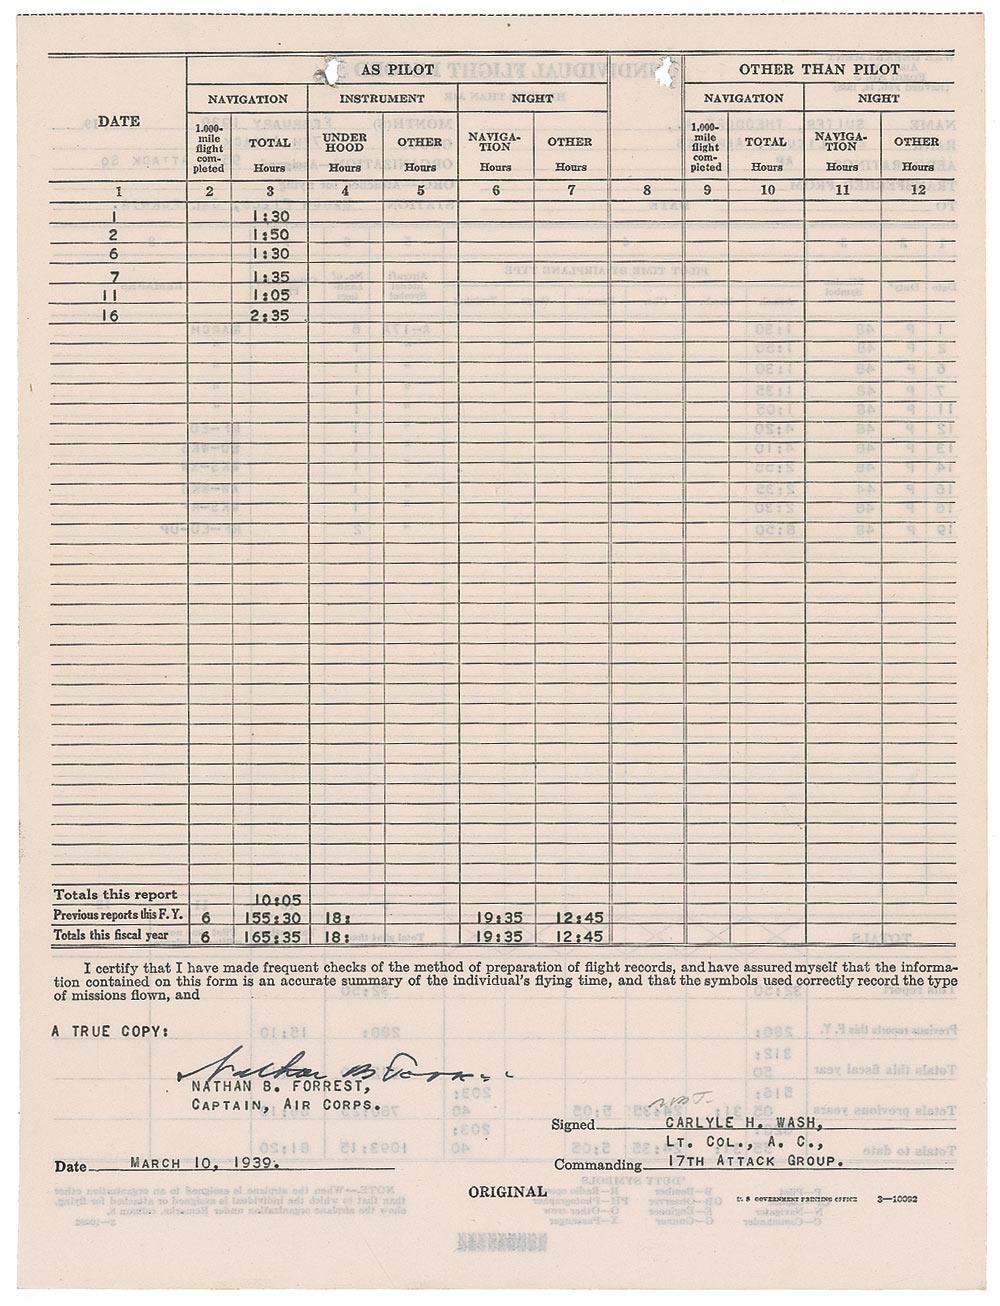 AS PILOT OTHER THAN PILOT
NAVIGATION INSTRUMENT NIGHT NAVIGATION NIGHT
DATE
1,000-mile flight completed TOTAL Hours UNDER HOOD Hours OTHER Hours NAVIGA-TION Hours OTHER Hours 1,000-mile flight completed TOTAL Hours NAVIGA-TION Hours OTHER Hours
1 2 3 4 5 6 7 8 9 10 11 12
1 1:30
2 1:50
6 1:30
7 1:35
11 1:05
16 2:35
Totals this report 10:05
Previous reports this F. Y. 6 155:30 18: 19:35 12:45
Totals this fiscal year 6 165:35 18: 19:35 12:45
I certify that I have made frequent checks of the method of preparation of flight records, and have assured myself that the informa-
tion contained on this form is an accurate summary of the individual's flying time, and that the symbols used correctly record the type
of missions flown, and
A TRUE COPY:
Nathan B Forrest
NATHAN B. FORREST,
CAPTAIN, AIR CORPS.
Signed CARLYLE H. WASH,
LT. COL., A. C.,
Date MARCH 10, 1939. Commanding 17TH ATTACK GROUP.
ORIGINAL
U. S. GOVERNMENT PRINTING OFFICE 3—10092